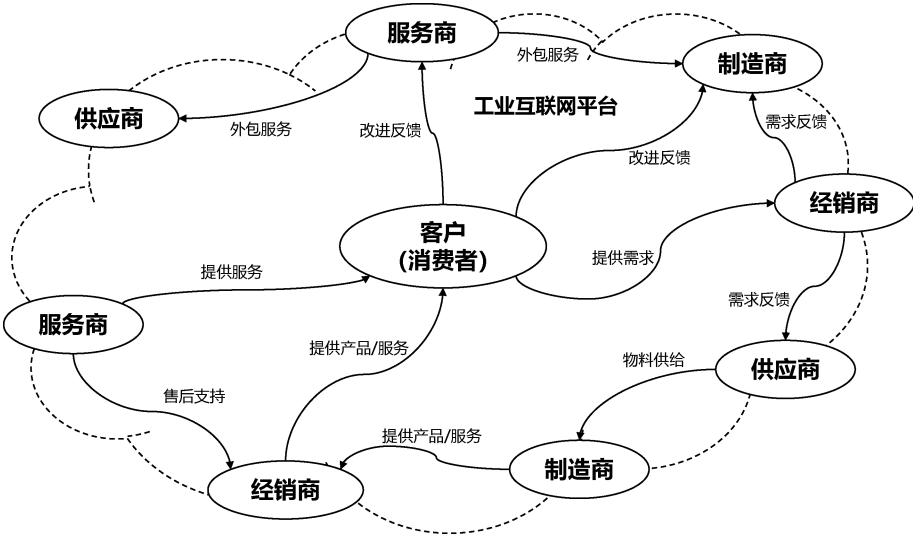 服务商
外包服务
制造商
工业互联网平台
供应商
外包服务
改进反馈
需求反馈
改进反馈
经销商
客户
（消费者）
提供服务
提供需求
需求反馈
服务商
提供产品/服务
物料供给
供应商
售后支持
提供产品/服务
制造商
经销商